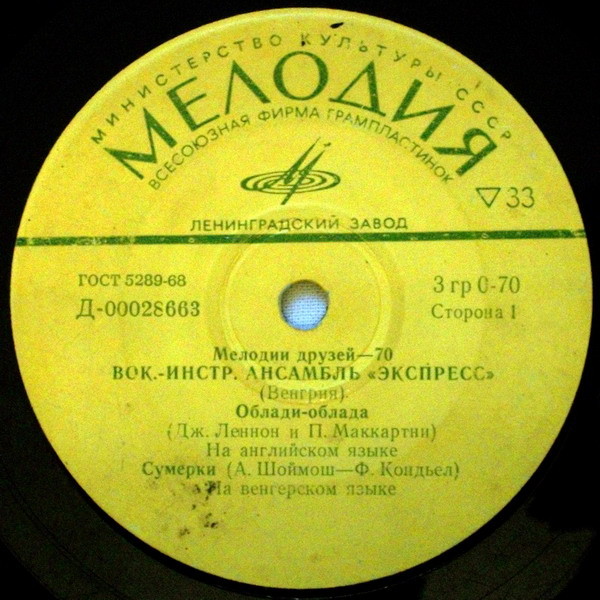 МИНИСТЕРСТВО КУЛЬТУРЫ СССР
МЕЛОДИЯ
ВСЕСОЮЗНАЯ ФИРМА ГРАМПЛАСТИНОК
33
ЛЕНИНГРАДСКИЙ ЗАВОД
ГОСТ 5289-68
3 гр 0-70
Д-00028663
Сторона 1
Мелодии друзей—70
ВОК.-ИНСТР. АНСАМБЛЬ «ЭКСПРЕСС»
(Венгрия)
Облади-облада
(Дж. Леннон и П. Маккартни)
На английском языке
Сумерки (А. Шоймош—Ф. Кондьел)
На венгерском языке